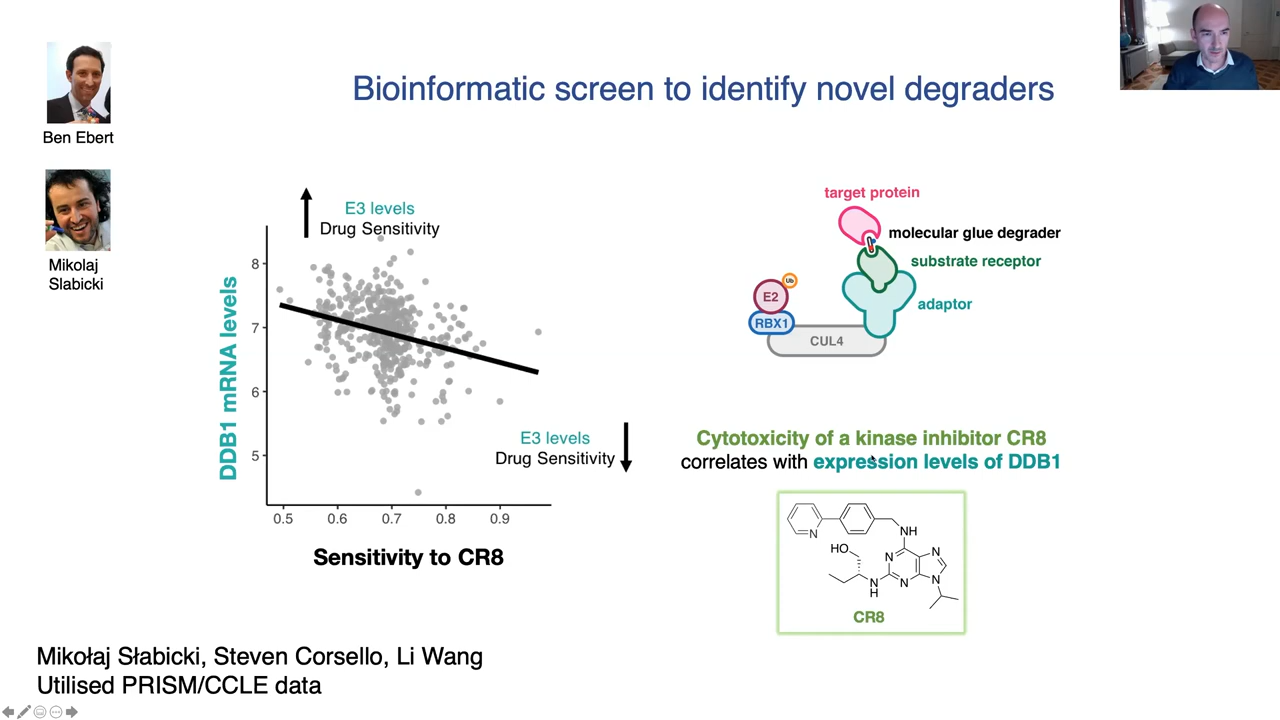 Bioinformatic screen to identify novel degraders
Ben Ebert
Mikolaj
Slabicki
E3 levels
Drug Sensitivity
DDB1 mRNA levels
8
7
6
5
0.5 0.6 0.7 0.8 0.9
Sensitivity to CR8
E3 levels
Drug Sensitivity
target protein
molecular glue degrader
substrate receptor
adaptor
Ub
E2
RBX1
CUL4
Cytotoxicity of a kinase inhibitor CR8
correlates with expression levels of DDB1
N
NH
HO
N
N
N
H
N
N
CR8
Mikołaj Słabicki, Steven Corsello, Li Wang
Utilised PRISM/CCLE data